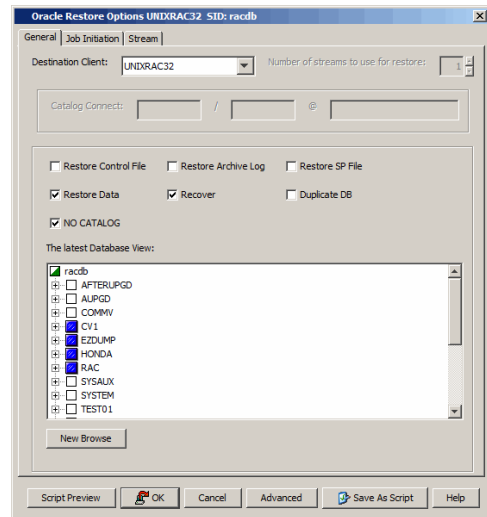 Oracle Restore Options UNIXRAC32 SID: racdb
General Job Initiation Stream
Destination Client: UNIXRAC32 Number of streams to use for restore: 1
Catalog Connect: / @
Restore Control File Restore Archive Log Restore SP File
Restore Data Recover Duplicate DB
NO CATALOG
The latest Database View:
racdb
AFTERUPGD
AUPGD
COMMV
CV1
EZDUMP
HONDA
RAC
SYSAUX
SYSTEM
TEST01
New Browse
Script Preview OK Cancel Advanced Save As Script Help